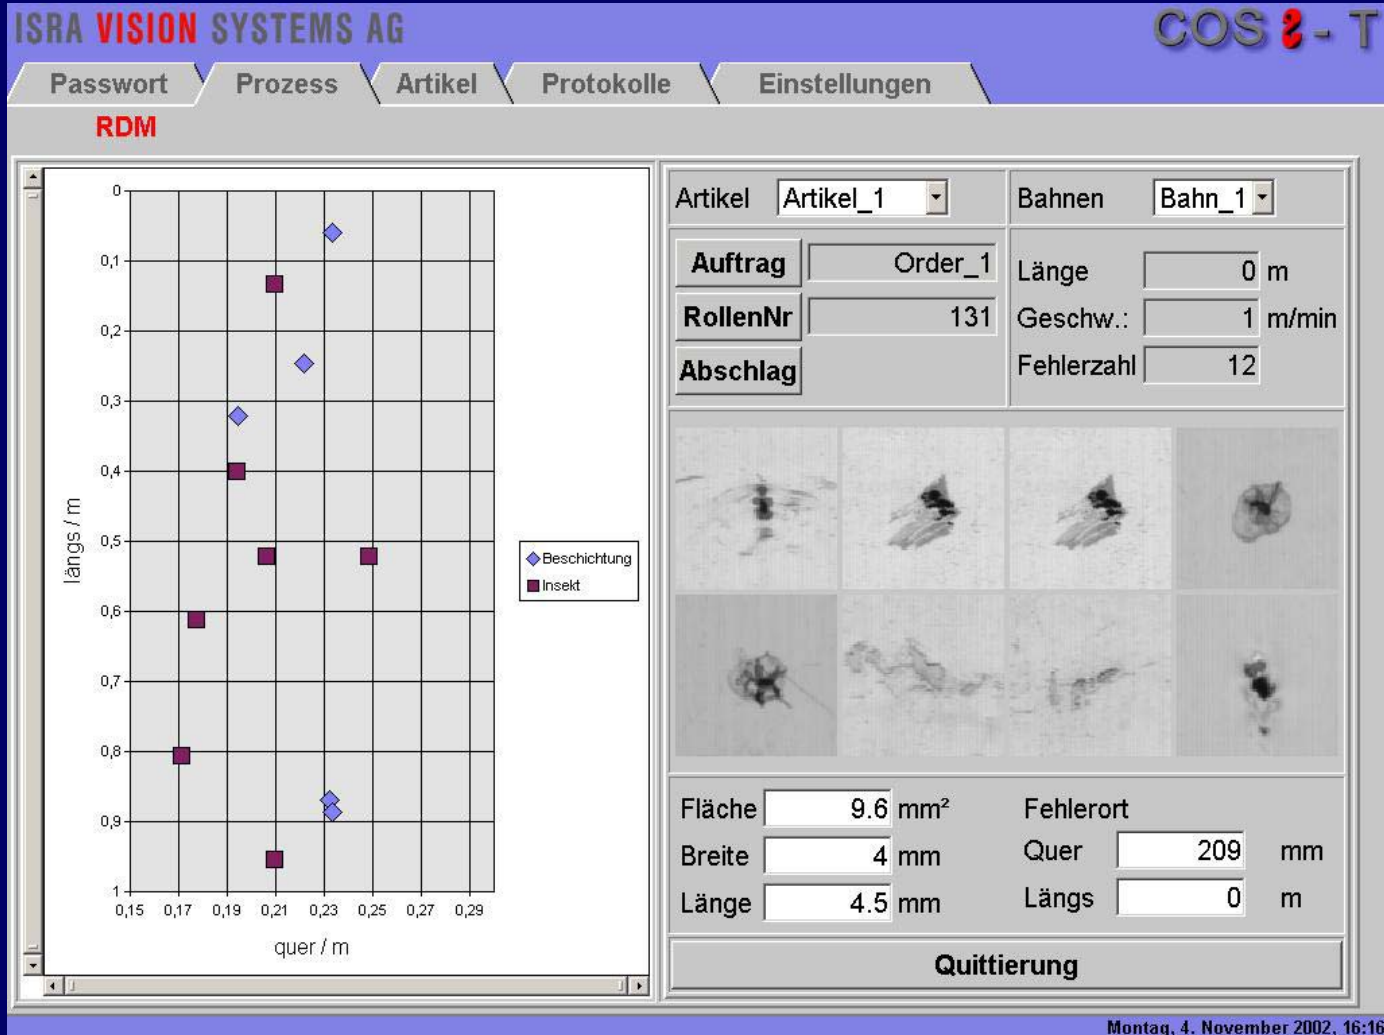 ISRA VISION SYSTEMS AG
COS 2 - T
Passwort Prozess Artikel Protokolle Einstellungen
RDM
0
0,1
0,2
0,3
0,4
0,5
0,6
0,7
0,8
0,9
1
längs / m
0,15 0,17 0,19 0,21 0,23 0,25 0,27 0,29
quer / m
Beschichtung
Insekt
Artikel Artikel_1
Bahnen Bahn_1
Auftrag Order_1
RollenNr 131
Abschlag
Länge 0 m
Geschw.: 1 m/min
Fehlerzahl 12
Fläche 9.6 mm²
Breite 4 mm
Länge 4.5 mm
Fehlerort
Quer 209 mm
Längs 0 m
Quittierung
Montag, 4. November 2002, 16:16